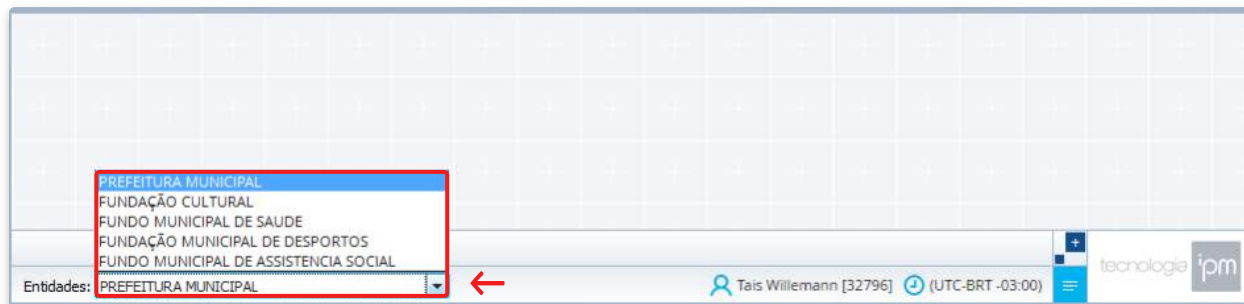 PREFEITURA MUNICIPAL
FUNDAÇÃO CULTURAL
FUNDO MUNICIPAL DE SAUDE
FUNDAÇÃO MUNICIPAL DE DESPORTOS
FUNDO MUNICIPAL DE ASSISTENCIA SOCIAL
Entidades: PREFEITURA MUNICIPAL Tais Willemann [32796] (UTC-BRT -03:00) tecnologia ipm